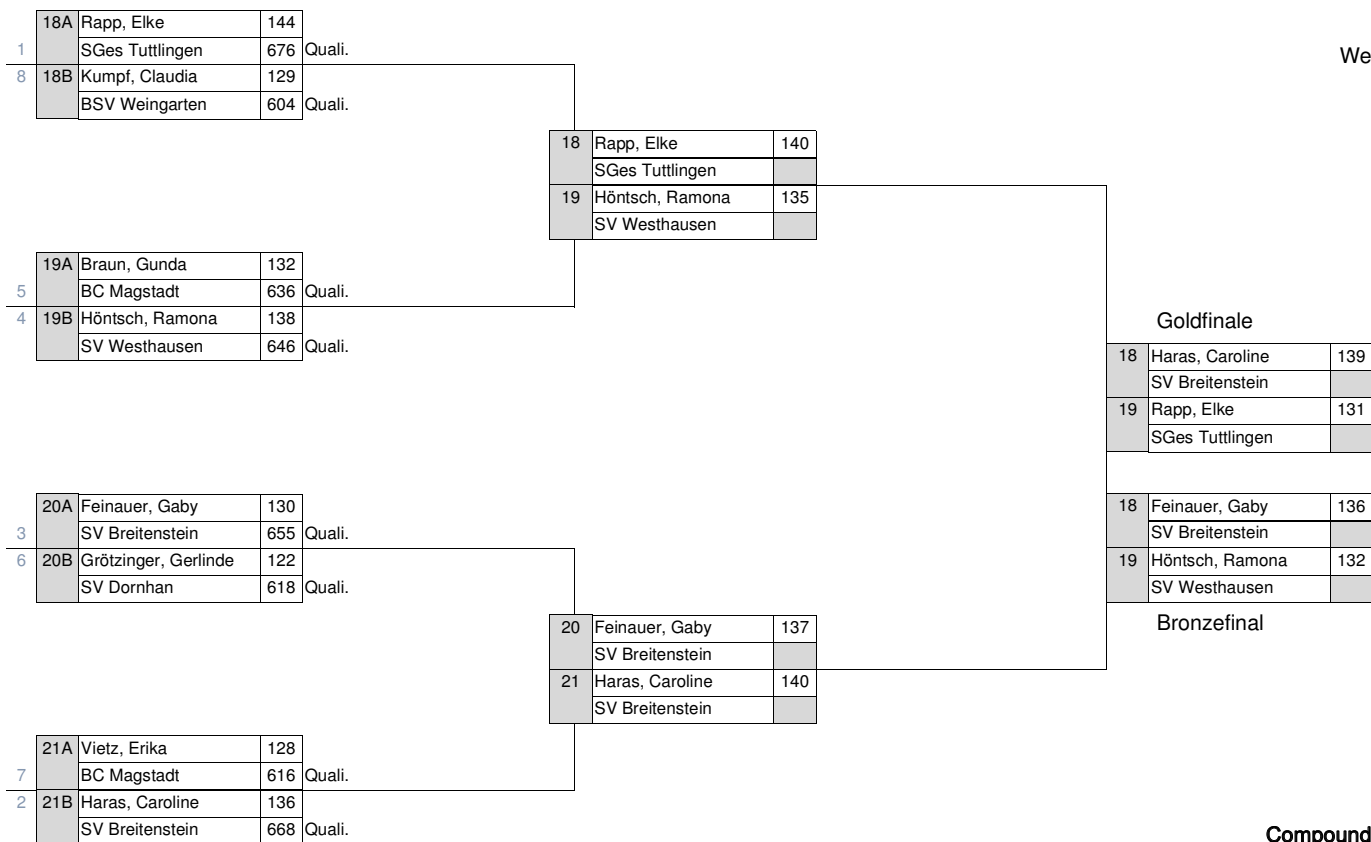 18A Rapp, Elke 144
1 SGes Tuttlingen 676 Quali.
We
8 18B Kumpf, Claudia 129
BSV Weingarten 604 Quali.
18 Rapp, Elke 140
SGes Tuttlingen
19 Höntsch, Ramona 135
SV Westhausen
19A Braun, Gunda 132
5 BC Magstadt 636 Quali.
4 19B Höntsch, Ramona 138
SV Westhausen 646 Quali.
Goldfinale
18 Haras, Caroline 139
SV Breitenstein
19 Rapp, Elke 131
SGes Tuttlingen
20A Feinauer, Gaby 130
3 SV Breitenstein 655 Quali.
6 20B Grötzinger, Gerlinde 122
SV Dornhan 618 Quali.
18 Feinauer, Gaby 136
SV Breitenstein
19 Höntsch, Ramona 132
SV Westhausen
Bronzefinal
20 Feinauer, Gaby 137
SV Breitenstein
21 Haras, Caroline 140
SV Breitenstein
21A Vietz, Erika 128
7 BC Magstadt 616 Quali.
2 21B Haras, Caroline 136
SV Breitenstein 668 Quali.
Compound